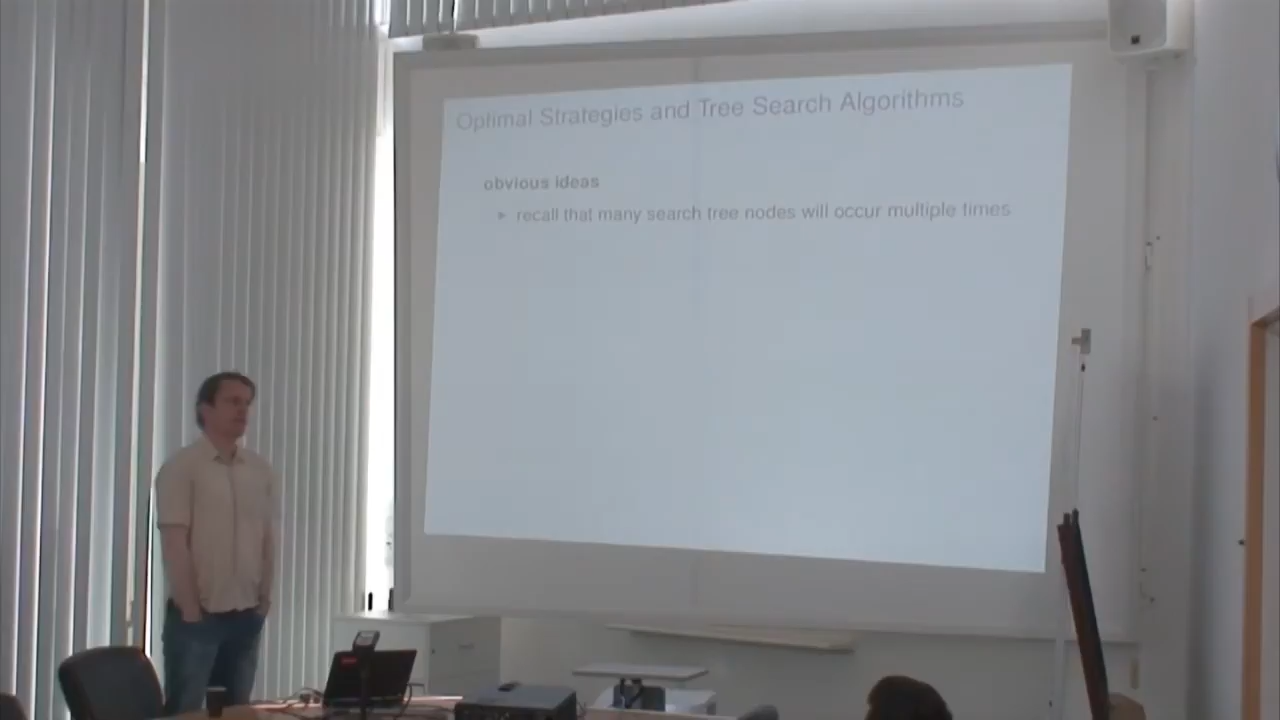 Optimal Strategies and Tree Search Algorithms
obvious ideas
recall that many search tree nodes will occur multiple times